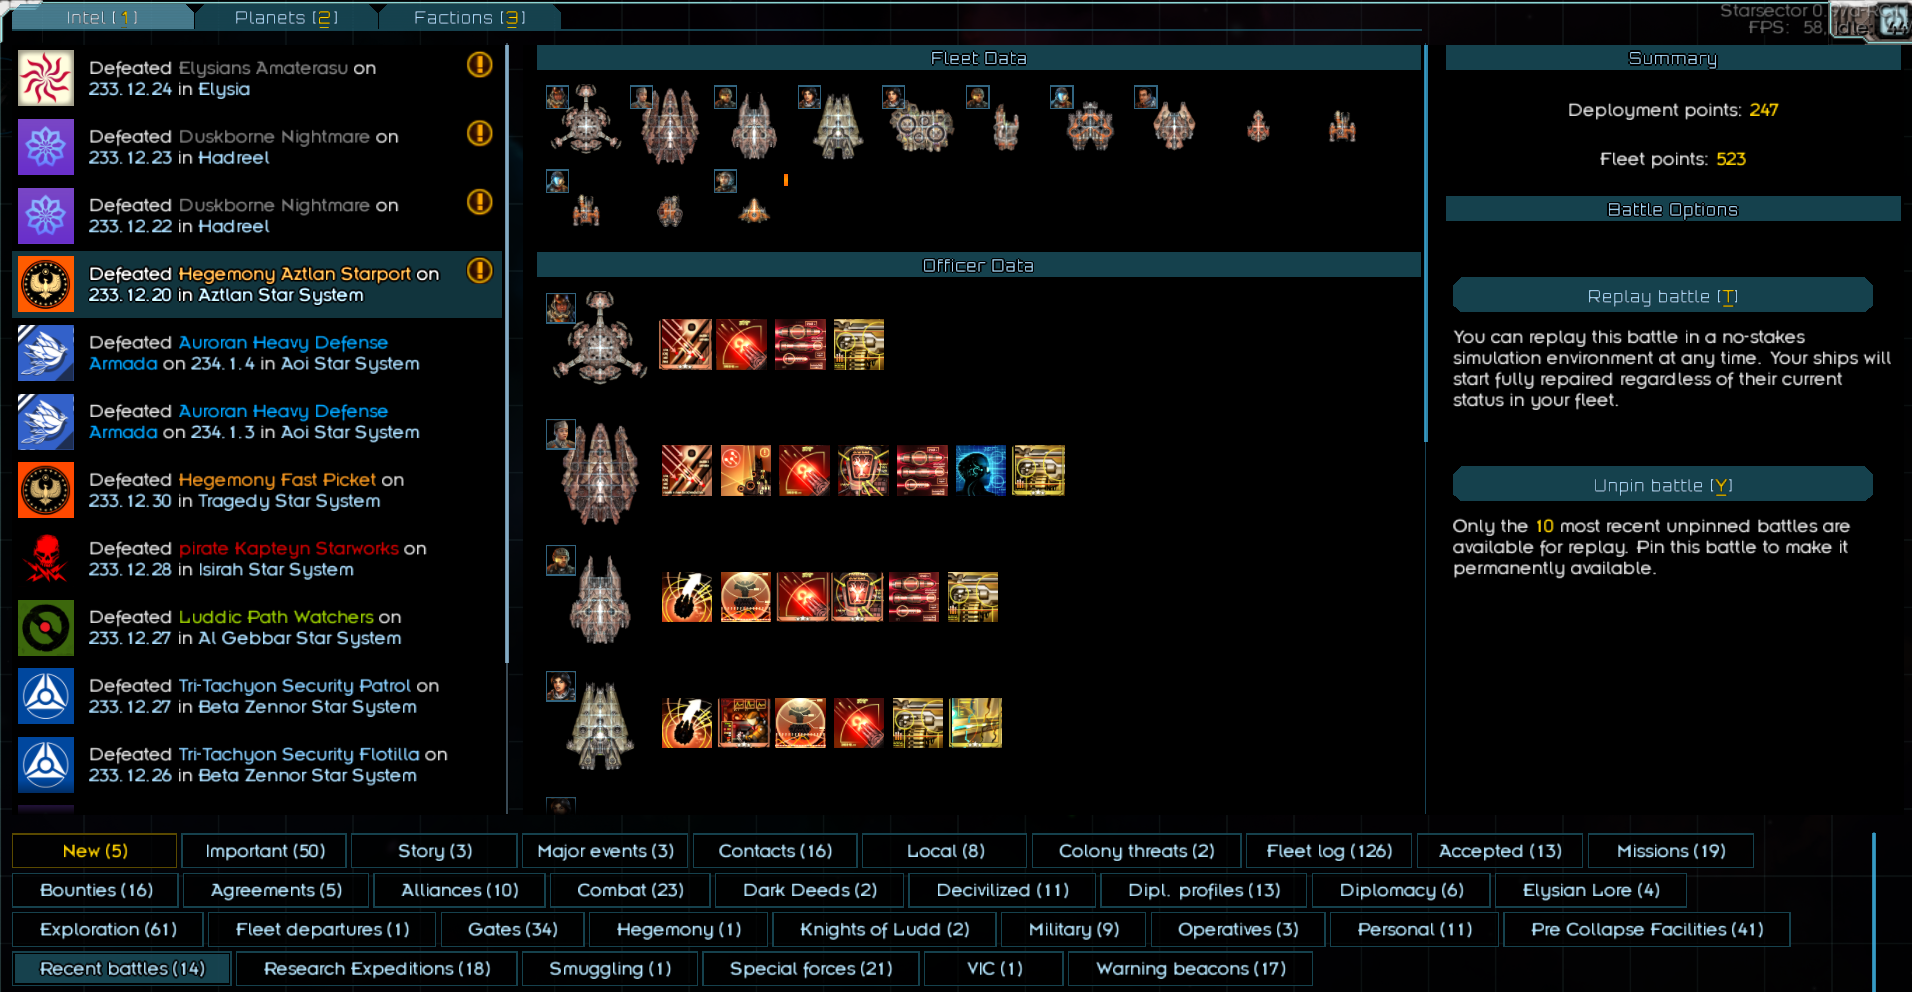 Intel [1]
Planets [2]
Factions [3]
Starsector 0.
FPS: 58, Idle:
Defeated Elysians Amaterasu on
233.12.24 in Elysia
Defeated Duskborne Nightmare on
233.12.23 in Hadreel
Defeated Duskborne Nightmare on
233.12.22 in Hadreel
Defeated Hegemony Aztlan Starport on
233.12.20 in Aztlan Star System
Defeated Auroran Heavy Defense
Armada on 234.1.4 in Aoi Star System
Defeated Auroran Heavy Defense
Armada on 234.1.3 in Aoi Star System
Defeated Hegemony Fast Picket on
233.12.30 in Tragedy Star System
Defeated pirate Kapteyn Starworks on
233.12.28 in Isirah Star System
Defeated Luddic Path Watchers on
233.12.27 in Al Gebbar Star System
Defeated Tri-Tachyon Security Patrol on
233.12.27 in Beta Zennor Star System
Defeated Tri-Tachyon Security Flotilla on
233.12.26 in Beta Zennor Star System
Fleet Data
Officer Data
Summary
Deployment points: 247
Fleet points: 523
Battle Options
Replay battle [T]
You can replay this battle in a no-stakes
simulation environment at any time. Your ships will
start fully repaired regardless of their current
status in your fleet.
Unpin battle [Y]
Only the 10 most recent unpinned battles are
available for replay. Pin this battle to make it
permanently available.
New (5)
Important (50)
Story (3)
Major events (3)
Contacts (16)
Local (8)
Colony threats (2)
Fleet log (126)
Accepted (13)
Missions (19)
Bounties (16)
Agreements (5)
Alliances (10)
Combat (23)
Dark Deeds (2)
Decivilized (11)
Dipl. profiles (13)
Diplomacy (6)
Elysian Lore (4)
Exploration (61)
Fleet departures (1)
Gates (34)
Hegemony (1)
Knights of Ludd (2)
Military (9)
Operatives (3)
Personal (11)
Pre Collapse Facilities (41)
Recent battles (14)
Research Expeditions (18)
Smuggling (1)
Special forces (21)
VIC (1)
Warning beacons (17)